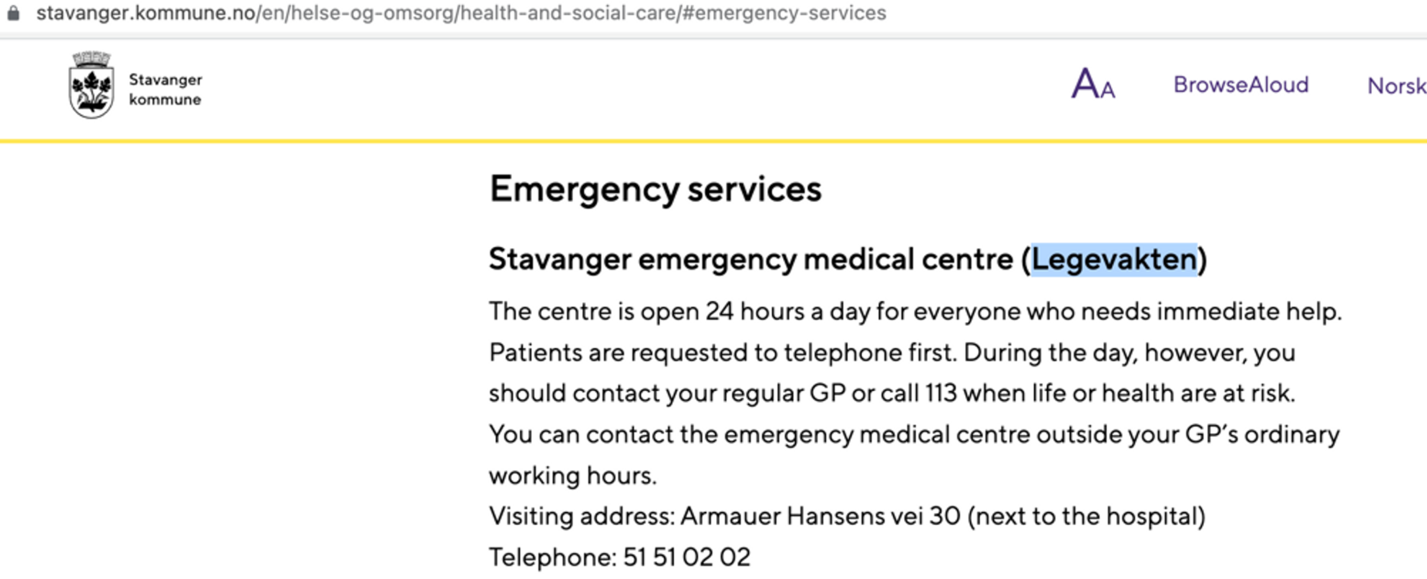 stavanger.kommune.no/en/helse-og-omsorg/health-and-social-care/#emergency-services
Stavanger
kommune
AA
BrowseAloud
Norsk
Emergency services
Stavanger emergency medical centre (Legevakten)
The centre is open 24 hours a day for everyone who needs immediate help.
Patients are requested to telephone first. During the day, however, you
should contact your regular GP or call 113 when life or health are at risk.
You can contact the emergency medical centre outside your GP’s ordinary
working hours.
Visiting address: Armauer Hansens vei 30 (next to the hospital)
Telephone: 51 51 02 02